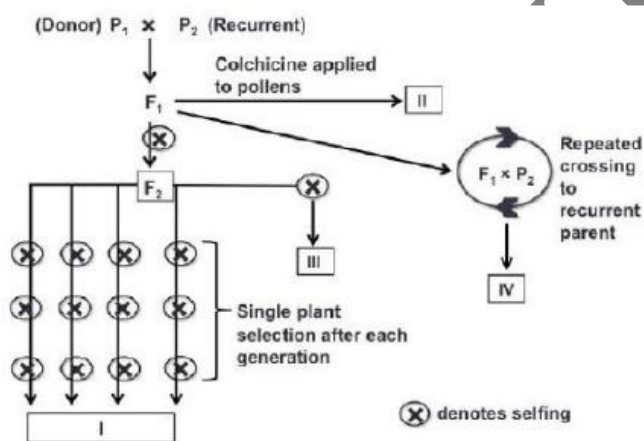 (Donor) P₁ × P₂ (Recurrent)
Colchicine applied
to pollens
F₁
II
F₁ × P₂
Repeated
crossing
to
recurrent
parent
F₂
III
IV
Single plant
selection after each
generation
I
denotes selfing